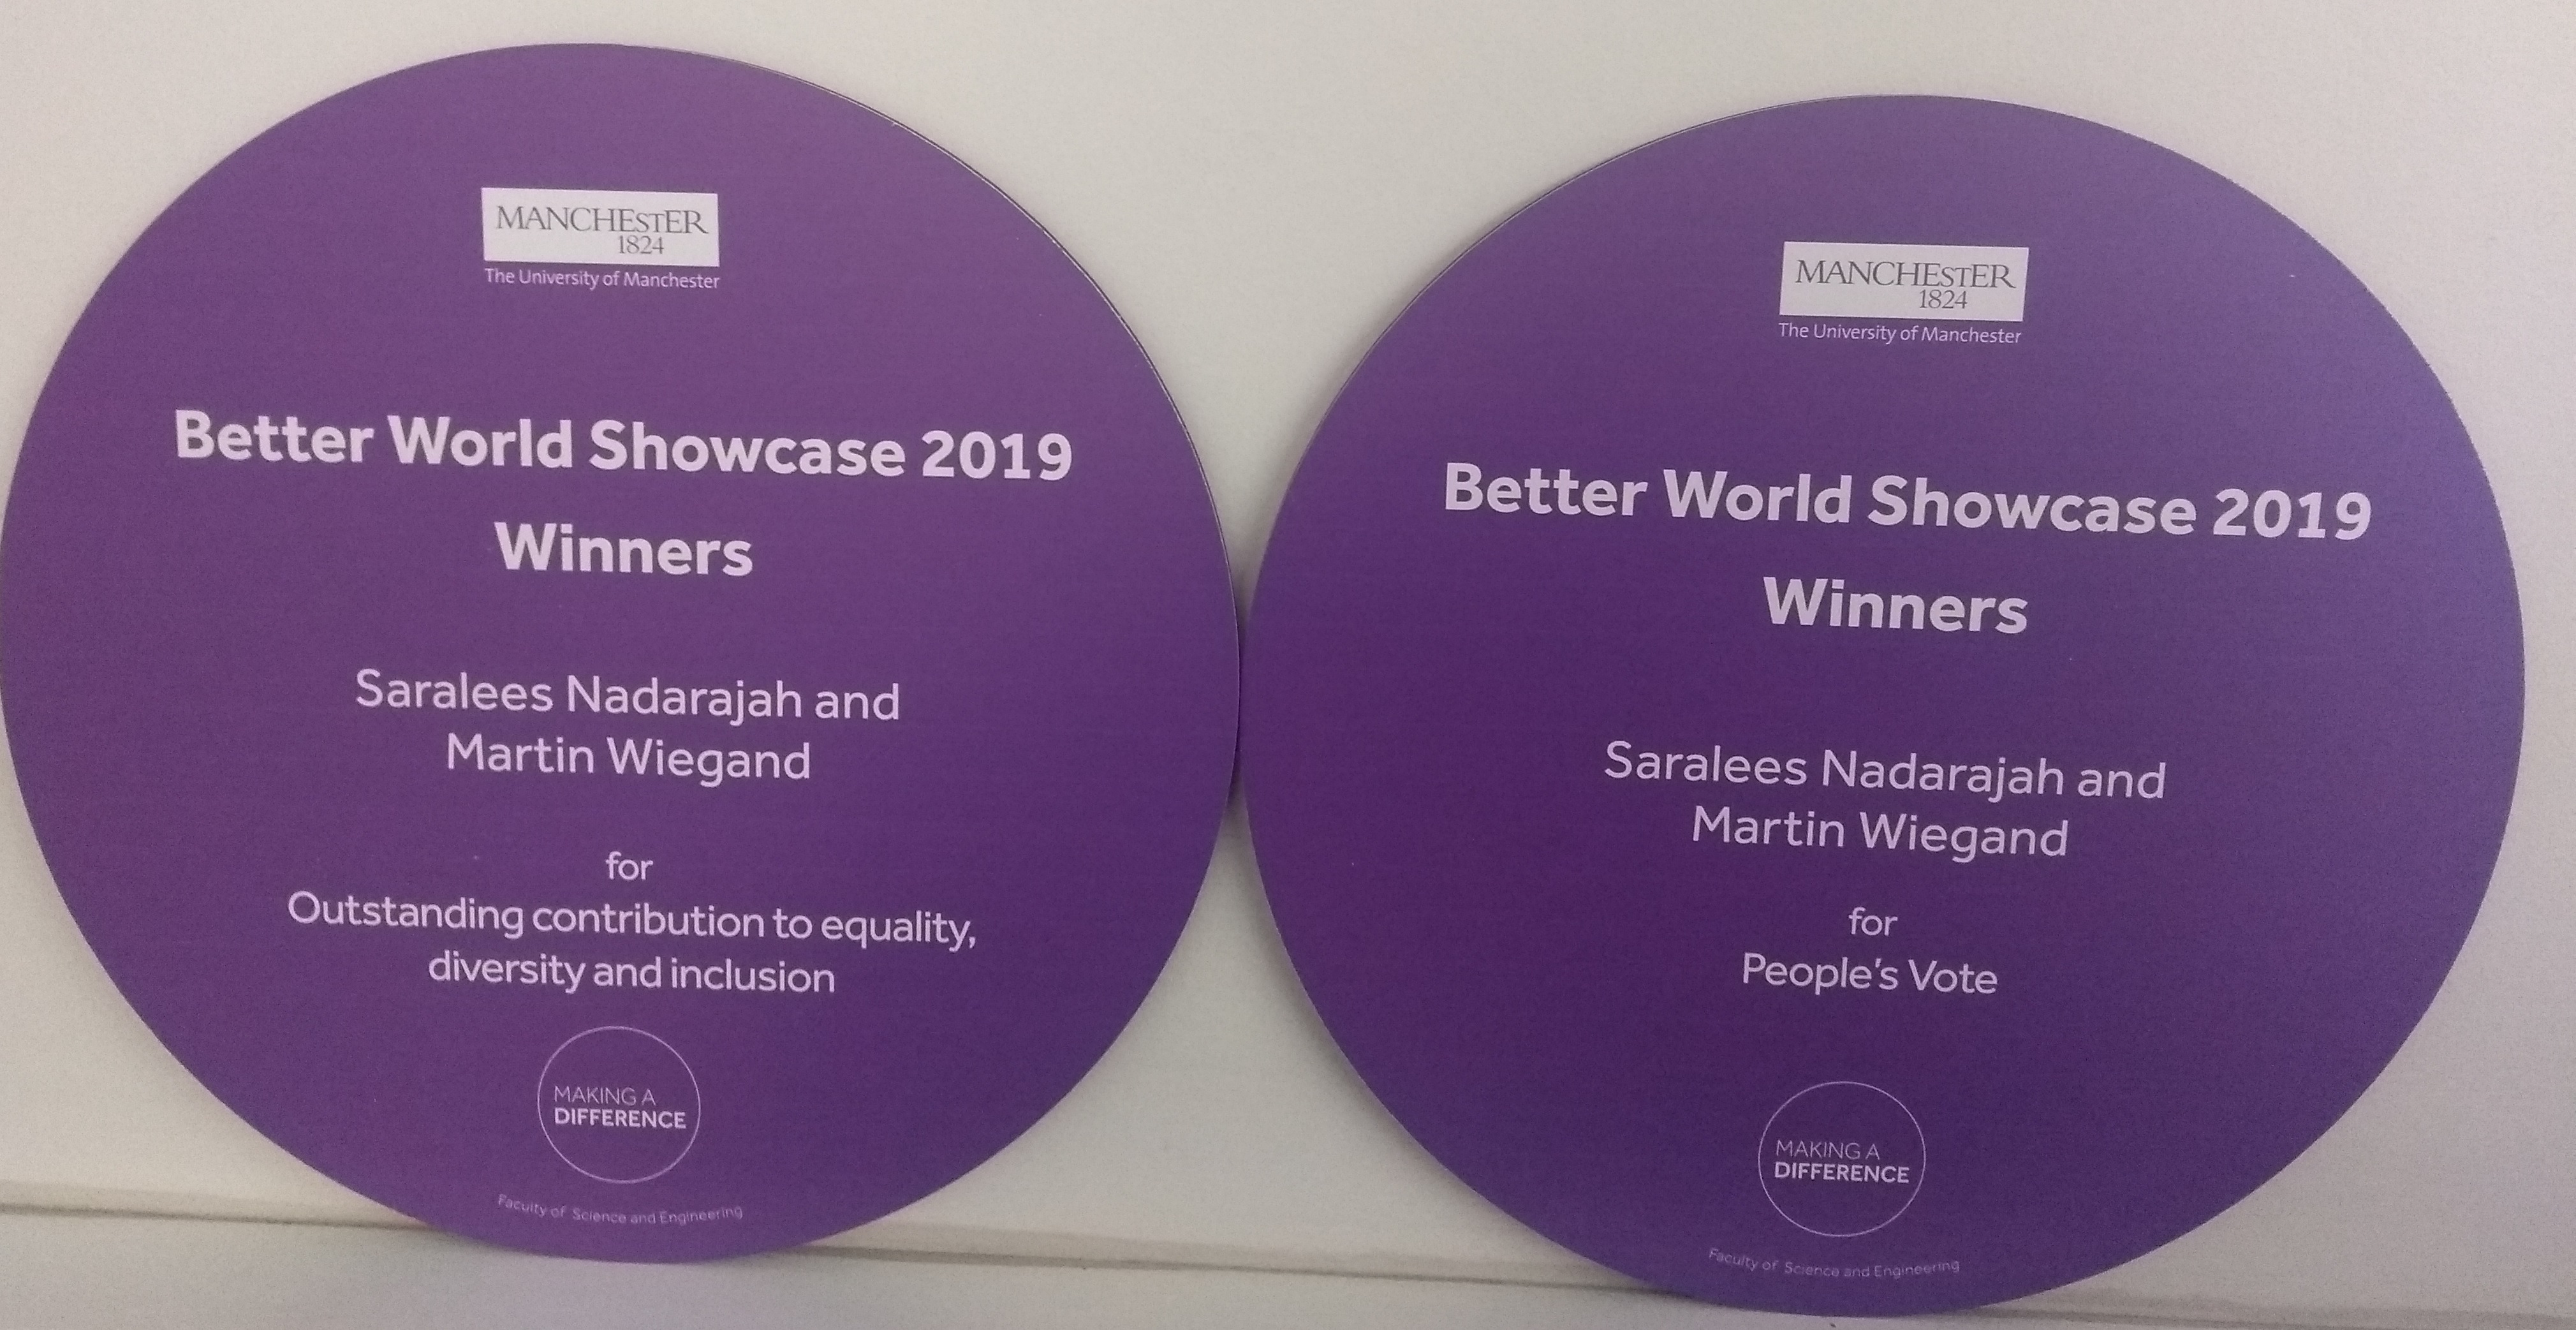 MANCHESTER
1824
The University of Manchester
Better World Showcase 2019
Winners
Saralees Nadarajah and
Martin Wiegand
for
Outstanding contribution to equality,
diversity and inclusion
MAKING A
DIFFERENCE
Faculty of Science and Engineering
MANCHESTER
1824
The University of Manchester
Better World Showcase 2019
Winners
Saralees Nadarajah and
Martin Wiegand
for
People's Vote
MAKING A
DIFFERENCE
Faculty of Science and Engineering